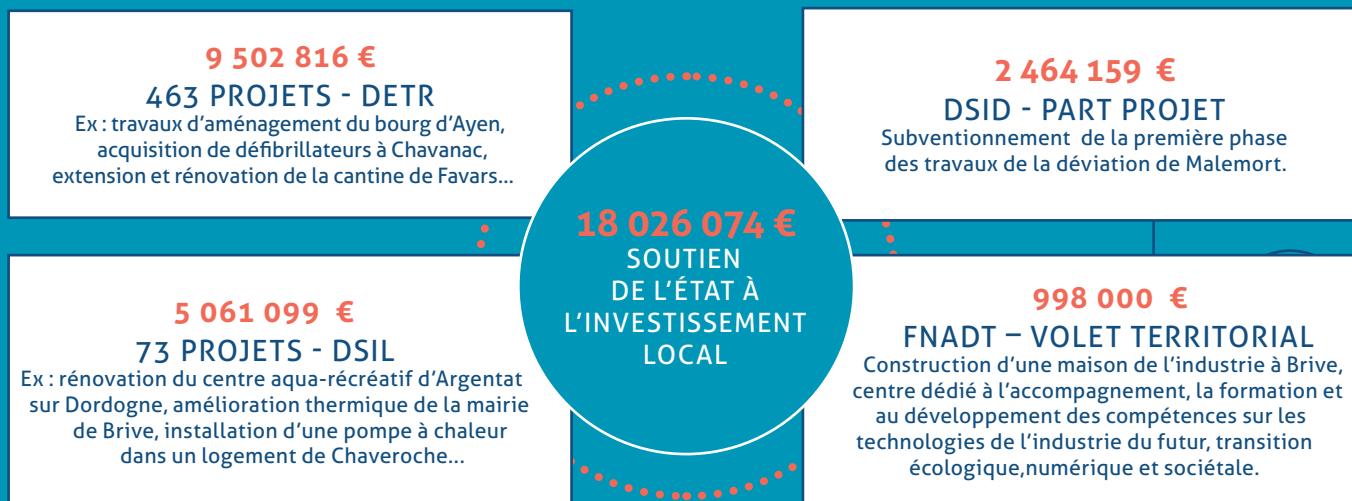 9 502 816 €
463 PROJETS - DETR
Ex : travaux d'aménagement du bourg d'Ayen,
acquisition de défibrillateurs à Chavanac,
extension et rénovation de la cantine de Favars...
2 464 159 €
DSID - PART PROJET
Subventionnement de la première phase
des travaux de la déviation de Malemort.
18 026 074 €
SOUTIEN
DE L'ÉTAT À
L'INVESTISSEMENT
LOCAL
5 061 099 €
73 PROJETS - DSIL
Ex : rénovation du centre aqua-récréatif d'Argentat
sur Dordogne, amélioration thermique de la mairie
de Brive, installation d'une pompe à chaleur
dans un logement de Chaveroche...
998 000 €
FNADT – VOLET TERRITORIAL
Construction d'une maison de l'industrie à Brive,
centre dédié à l'accompagnement, la formation et
au développement des compétences sur les
technologies de l'industrie du futur, transition
écologique,numérique et sociétale.